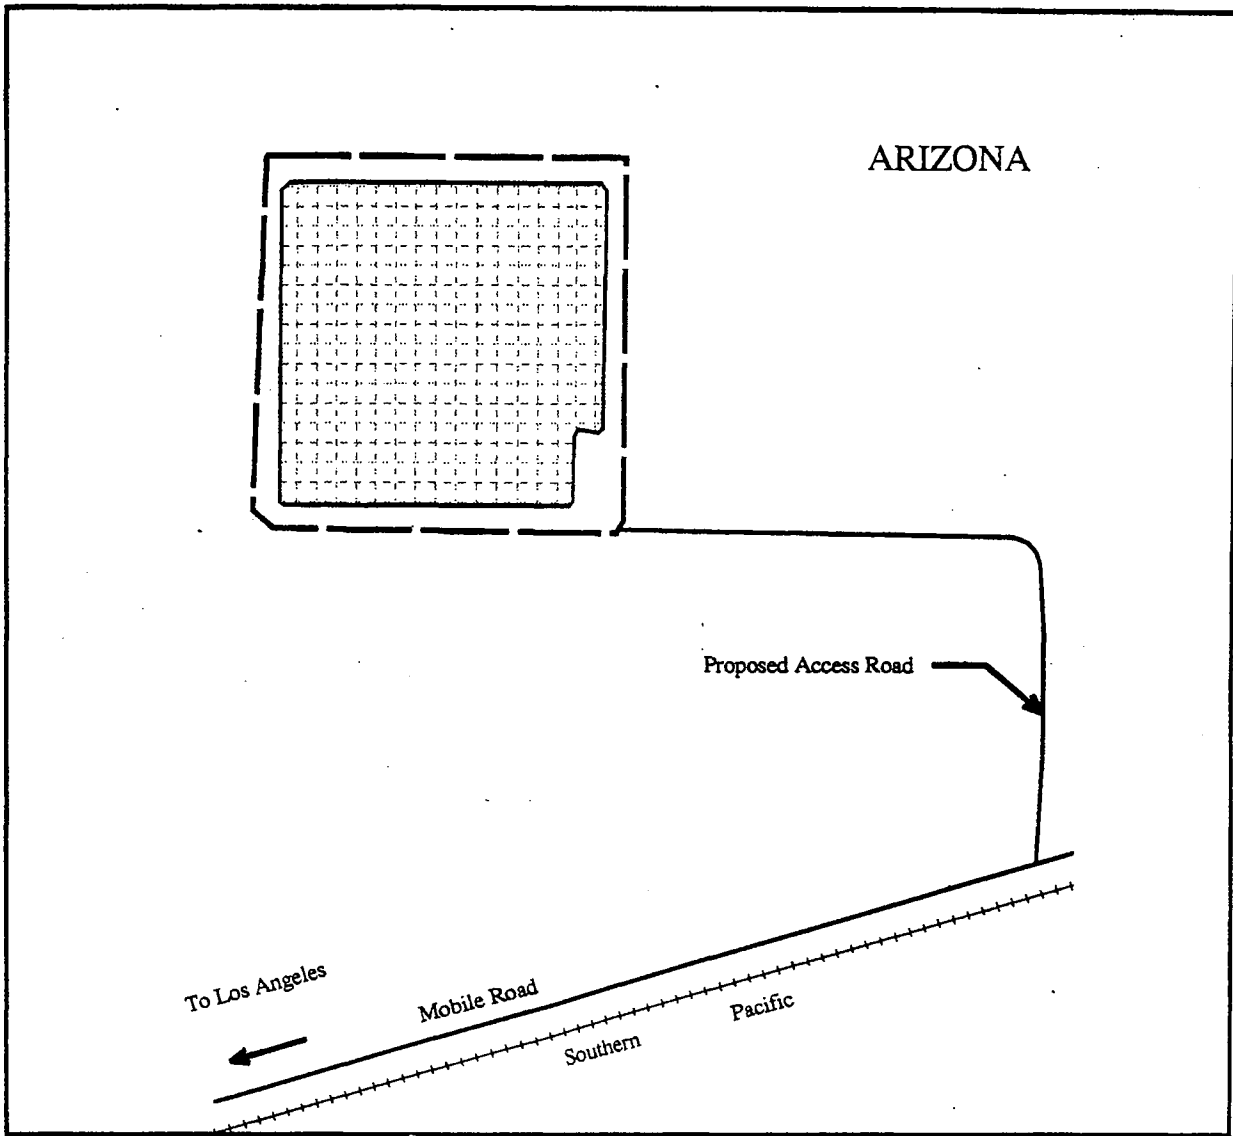 ARIZONA
Proposed Access Road
To Los Angeles
Mobile Road
Southern Pacific